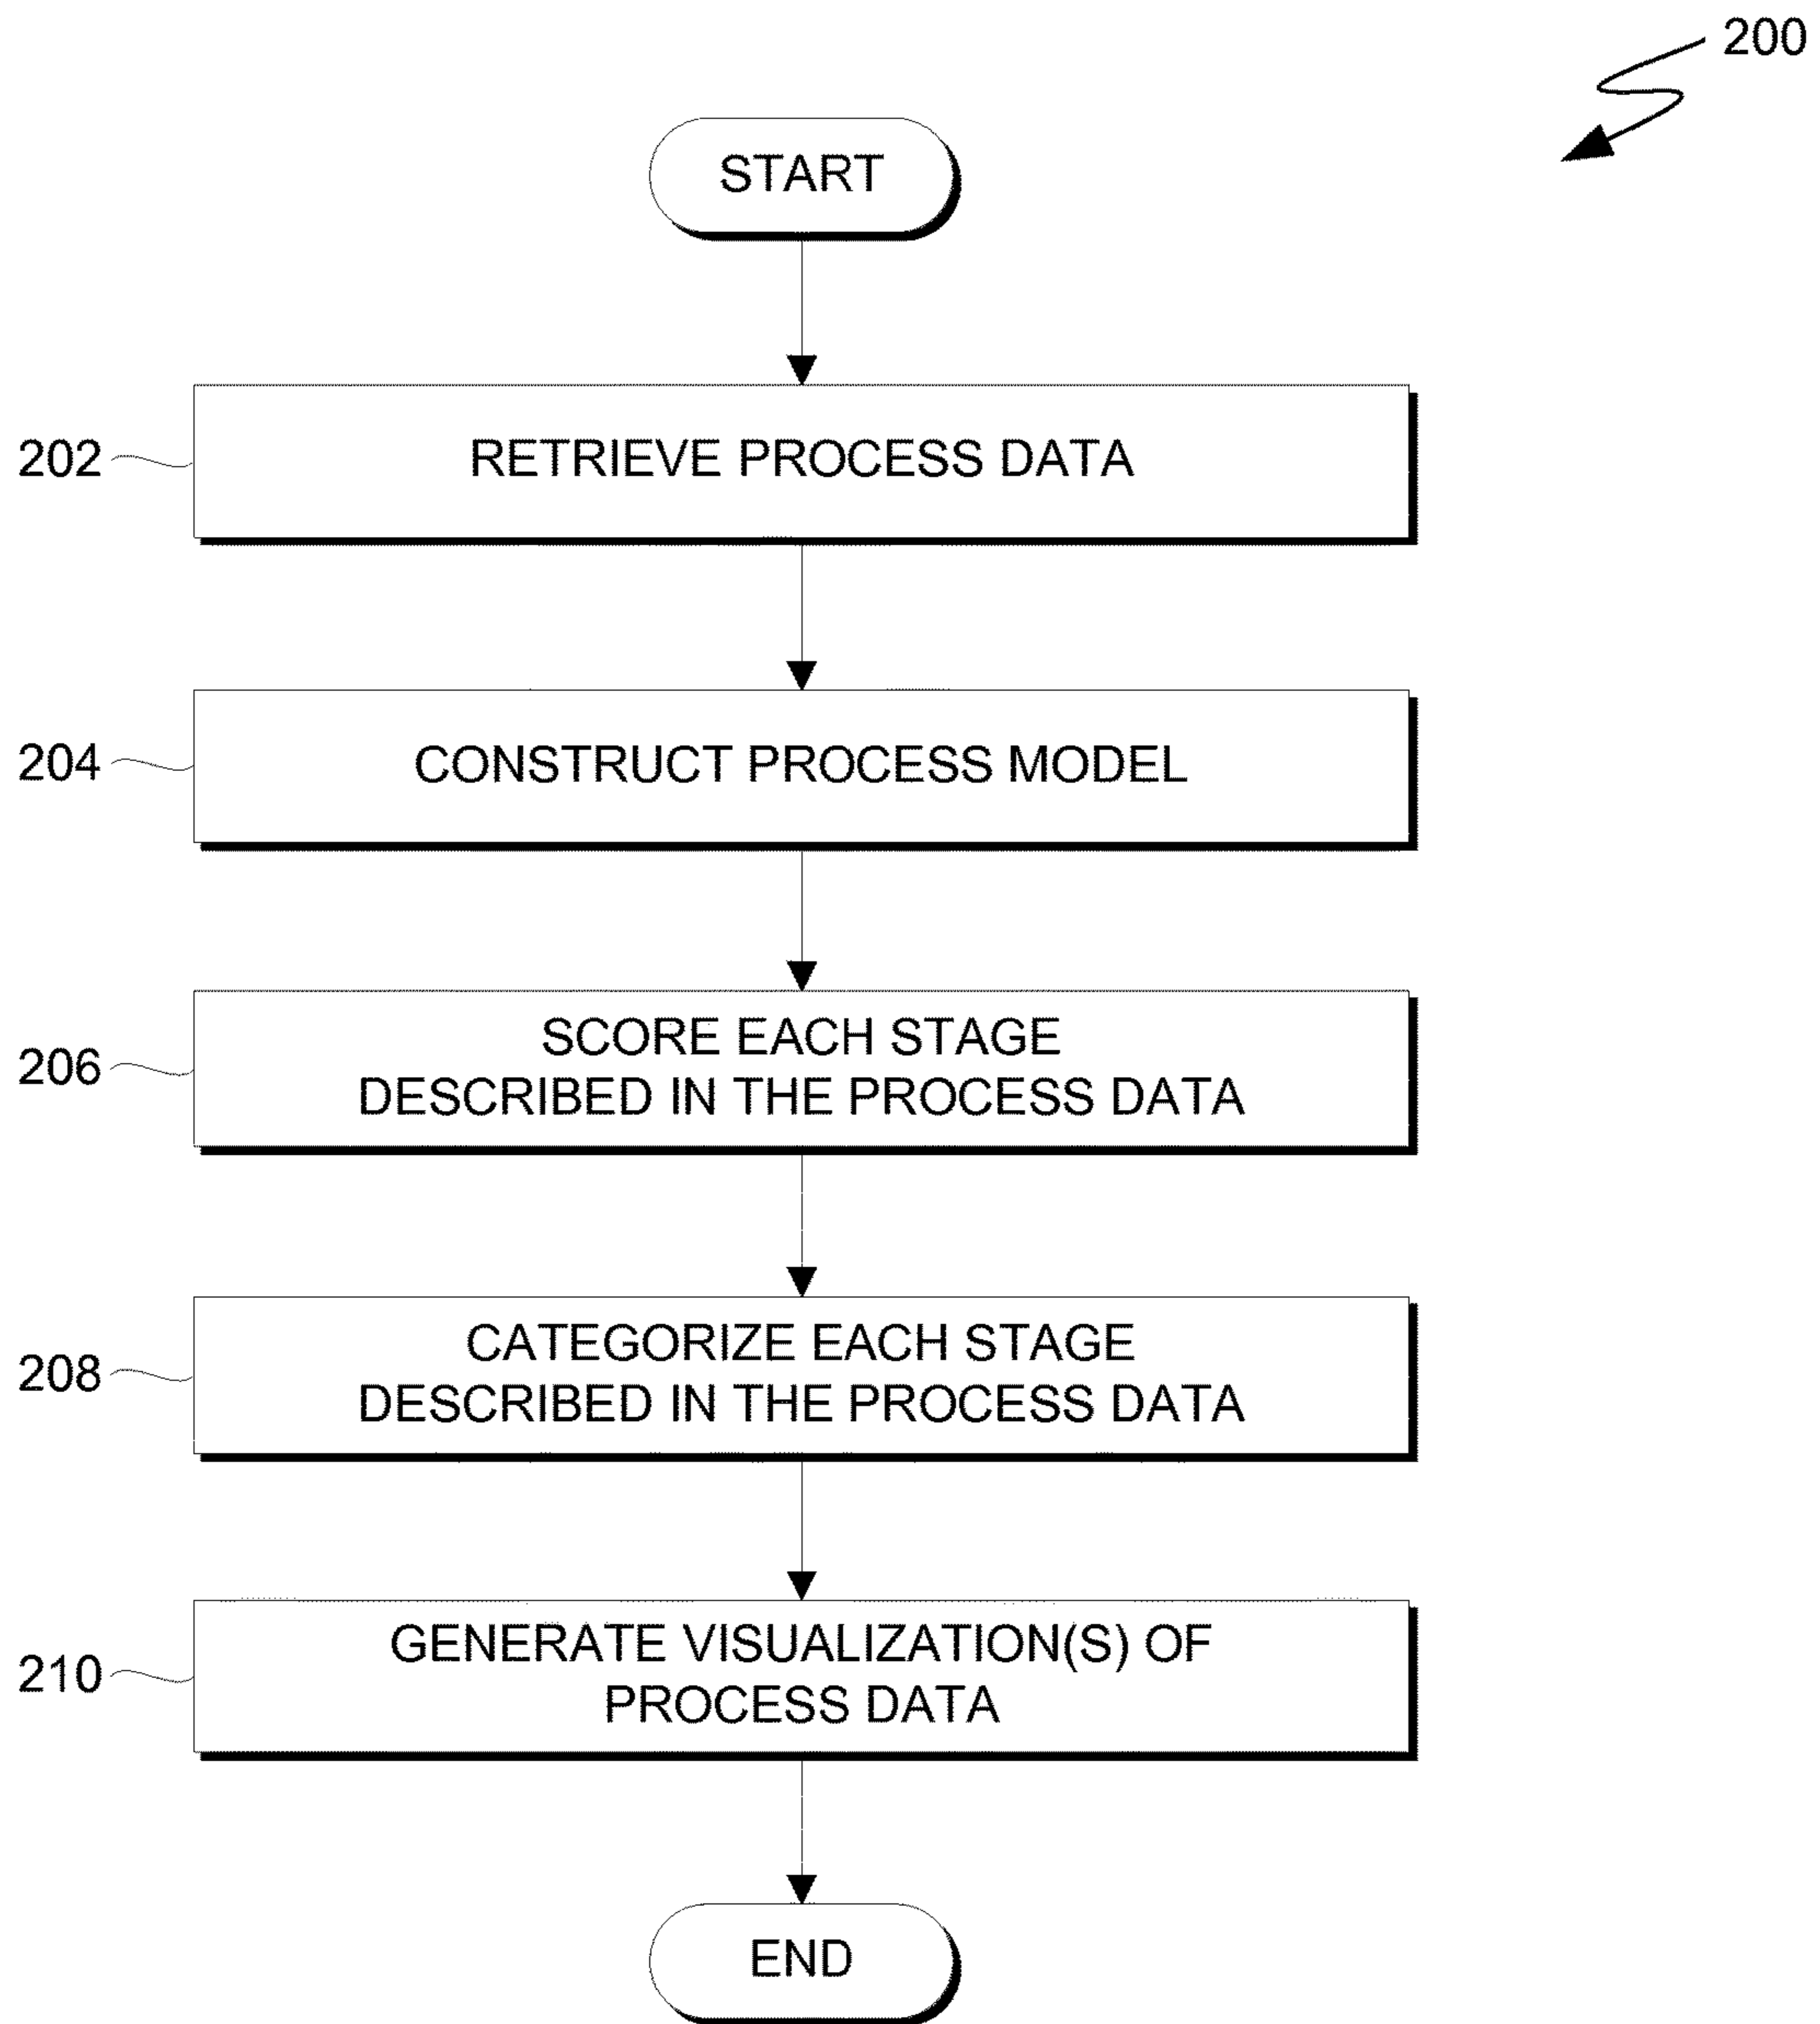 200
START
202
RETRIEVE PROCESS DATA
204
CONSTRUCT PROCESS MODEL
206
SCORE EACH STAGE
DESCRIBED IN THE PROCESS DATA
208
CATEGORIZE EACH STAGE
DESCRIBED IN THE PROCESS DATA
210
GENERATE VISUALIZATION(S) OF
PROCESS DATA
END